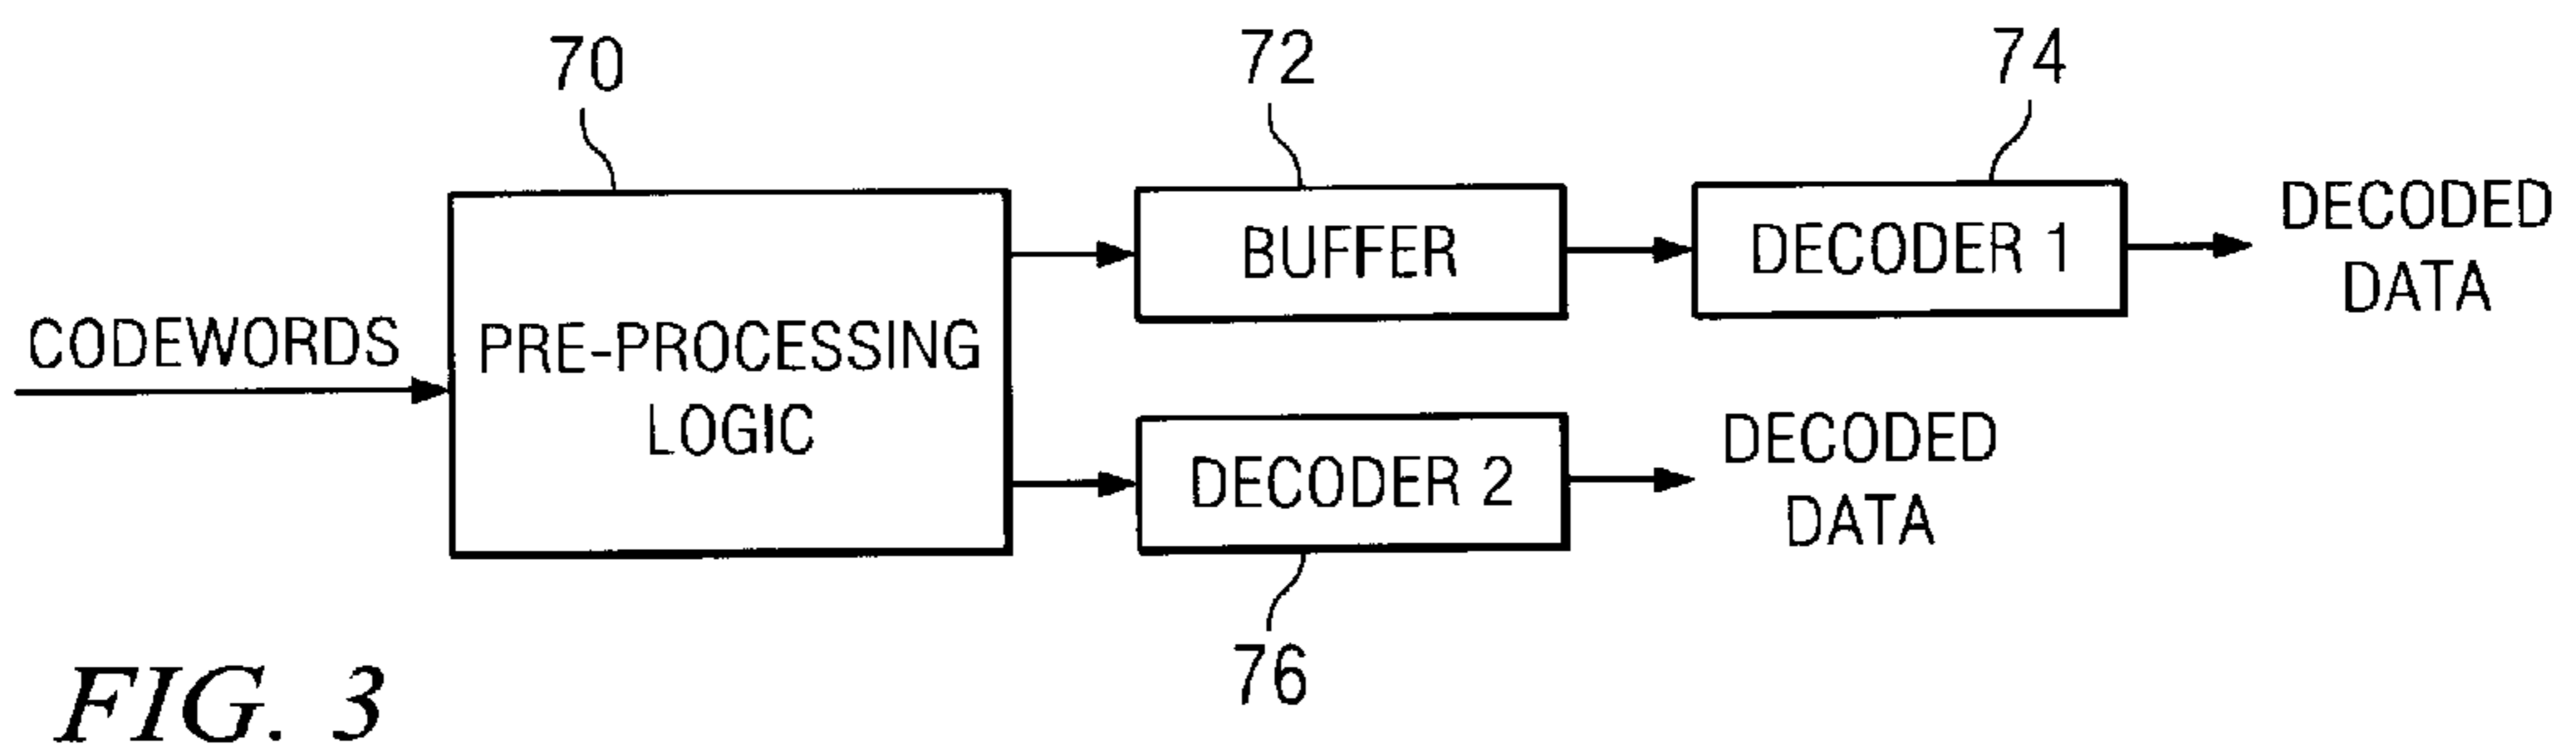 70
72
74
CODEWORDS
PRE-PROCESSING
LOGIC
BUFFER
DECODER 1
DECODED
DATA
DECODER 2
DECODED
DATA
76
FIG. 3